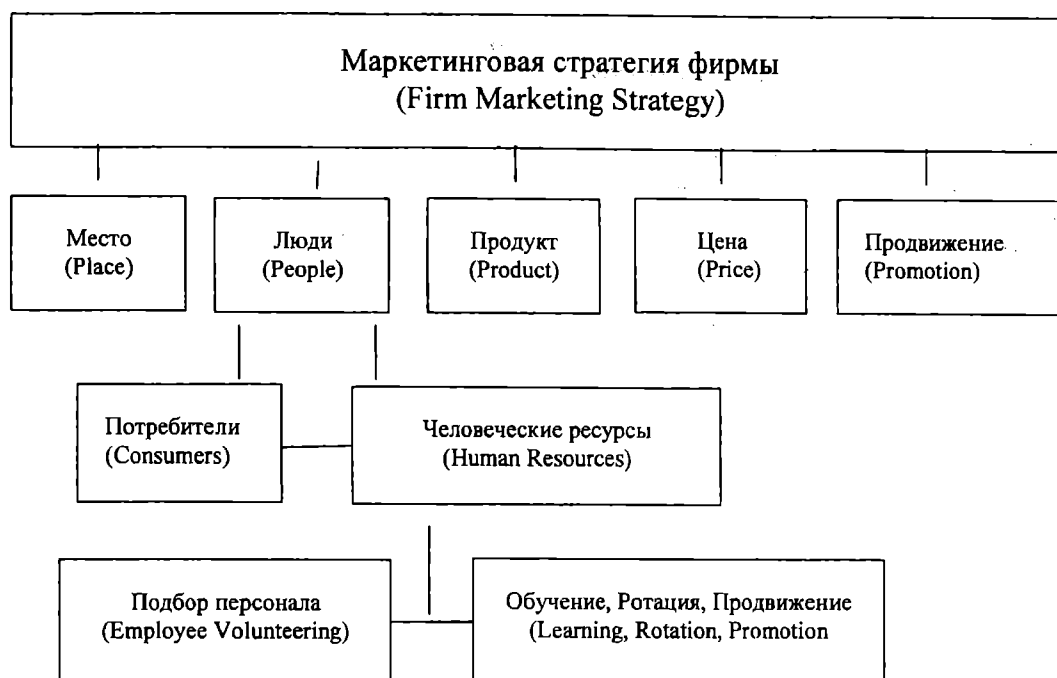 Маркетинговая стратегия фирмы
(Firm Marketing Strategy)
Место
(Place)
Люди
(People)
Продукт
(Product)
Цена
(Price)
Продвижение
(Promotion)
Потребители
(Consumers)
Человеческие ресурсы
(Human Resources)
Подбор персонала
(Employee Volunteering)
Обучение, Ротация, Продвижение
(Learning, Rotation, Promotion